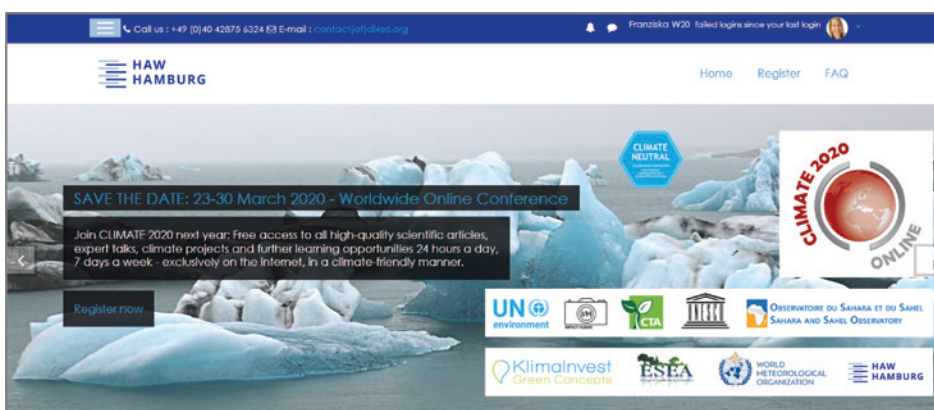 Call us : +49 (0)40 42875 6324 E-mail : contact(at)dl4sd.org
Franziska W20 failed logins since your last login
HAW
HAMBURG
Home Register FAQ
CLIMATE
NEUTRAL
CLIMATE 2020
ONLINE
SAVE THE DATE: 23-30 March 2020 - Worldwide Online Conference
Join CLIMATE 2020 next year: Free access to all high-quality scientific articles,
expert talks, climate projects and further learning opportunities 24 hours a day,
7 days a week - exclusively on the internet, in a climate-friendly manner.
Register now
UN
environment
CTA
OBSERVATOIRE DU SAHARA ET DU SAHEL
SAHARA AND SAHEL OBSERVATORY
KlimaInvest
Green Concepts
ESEA
WORLD
METEOROLOGICAL
ORGANIZATION
HAW
HAMBURG